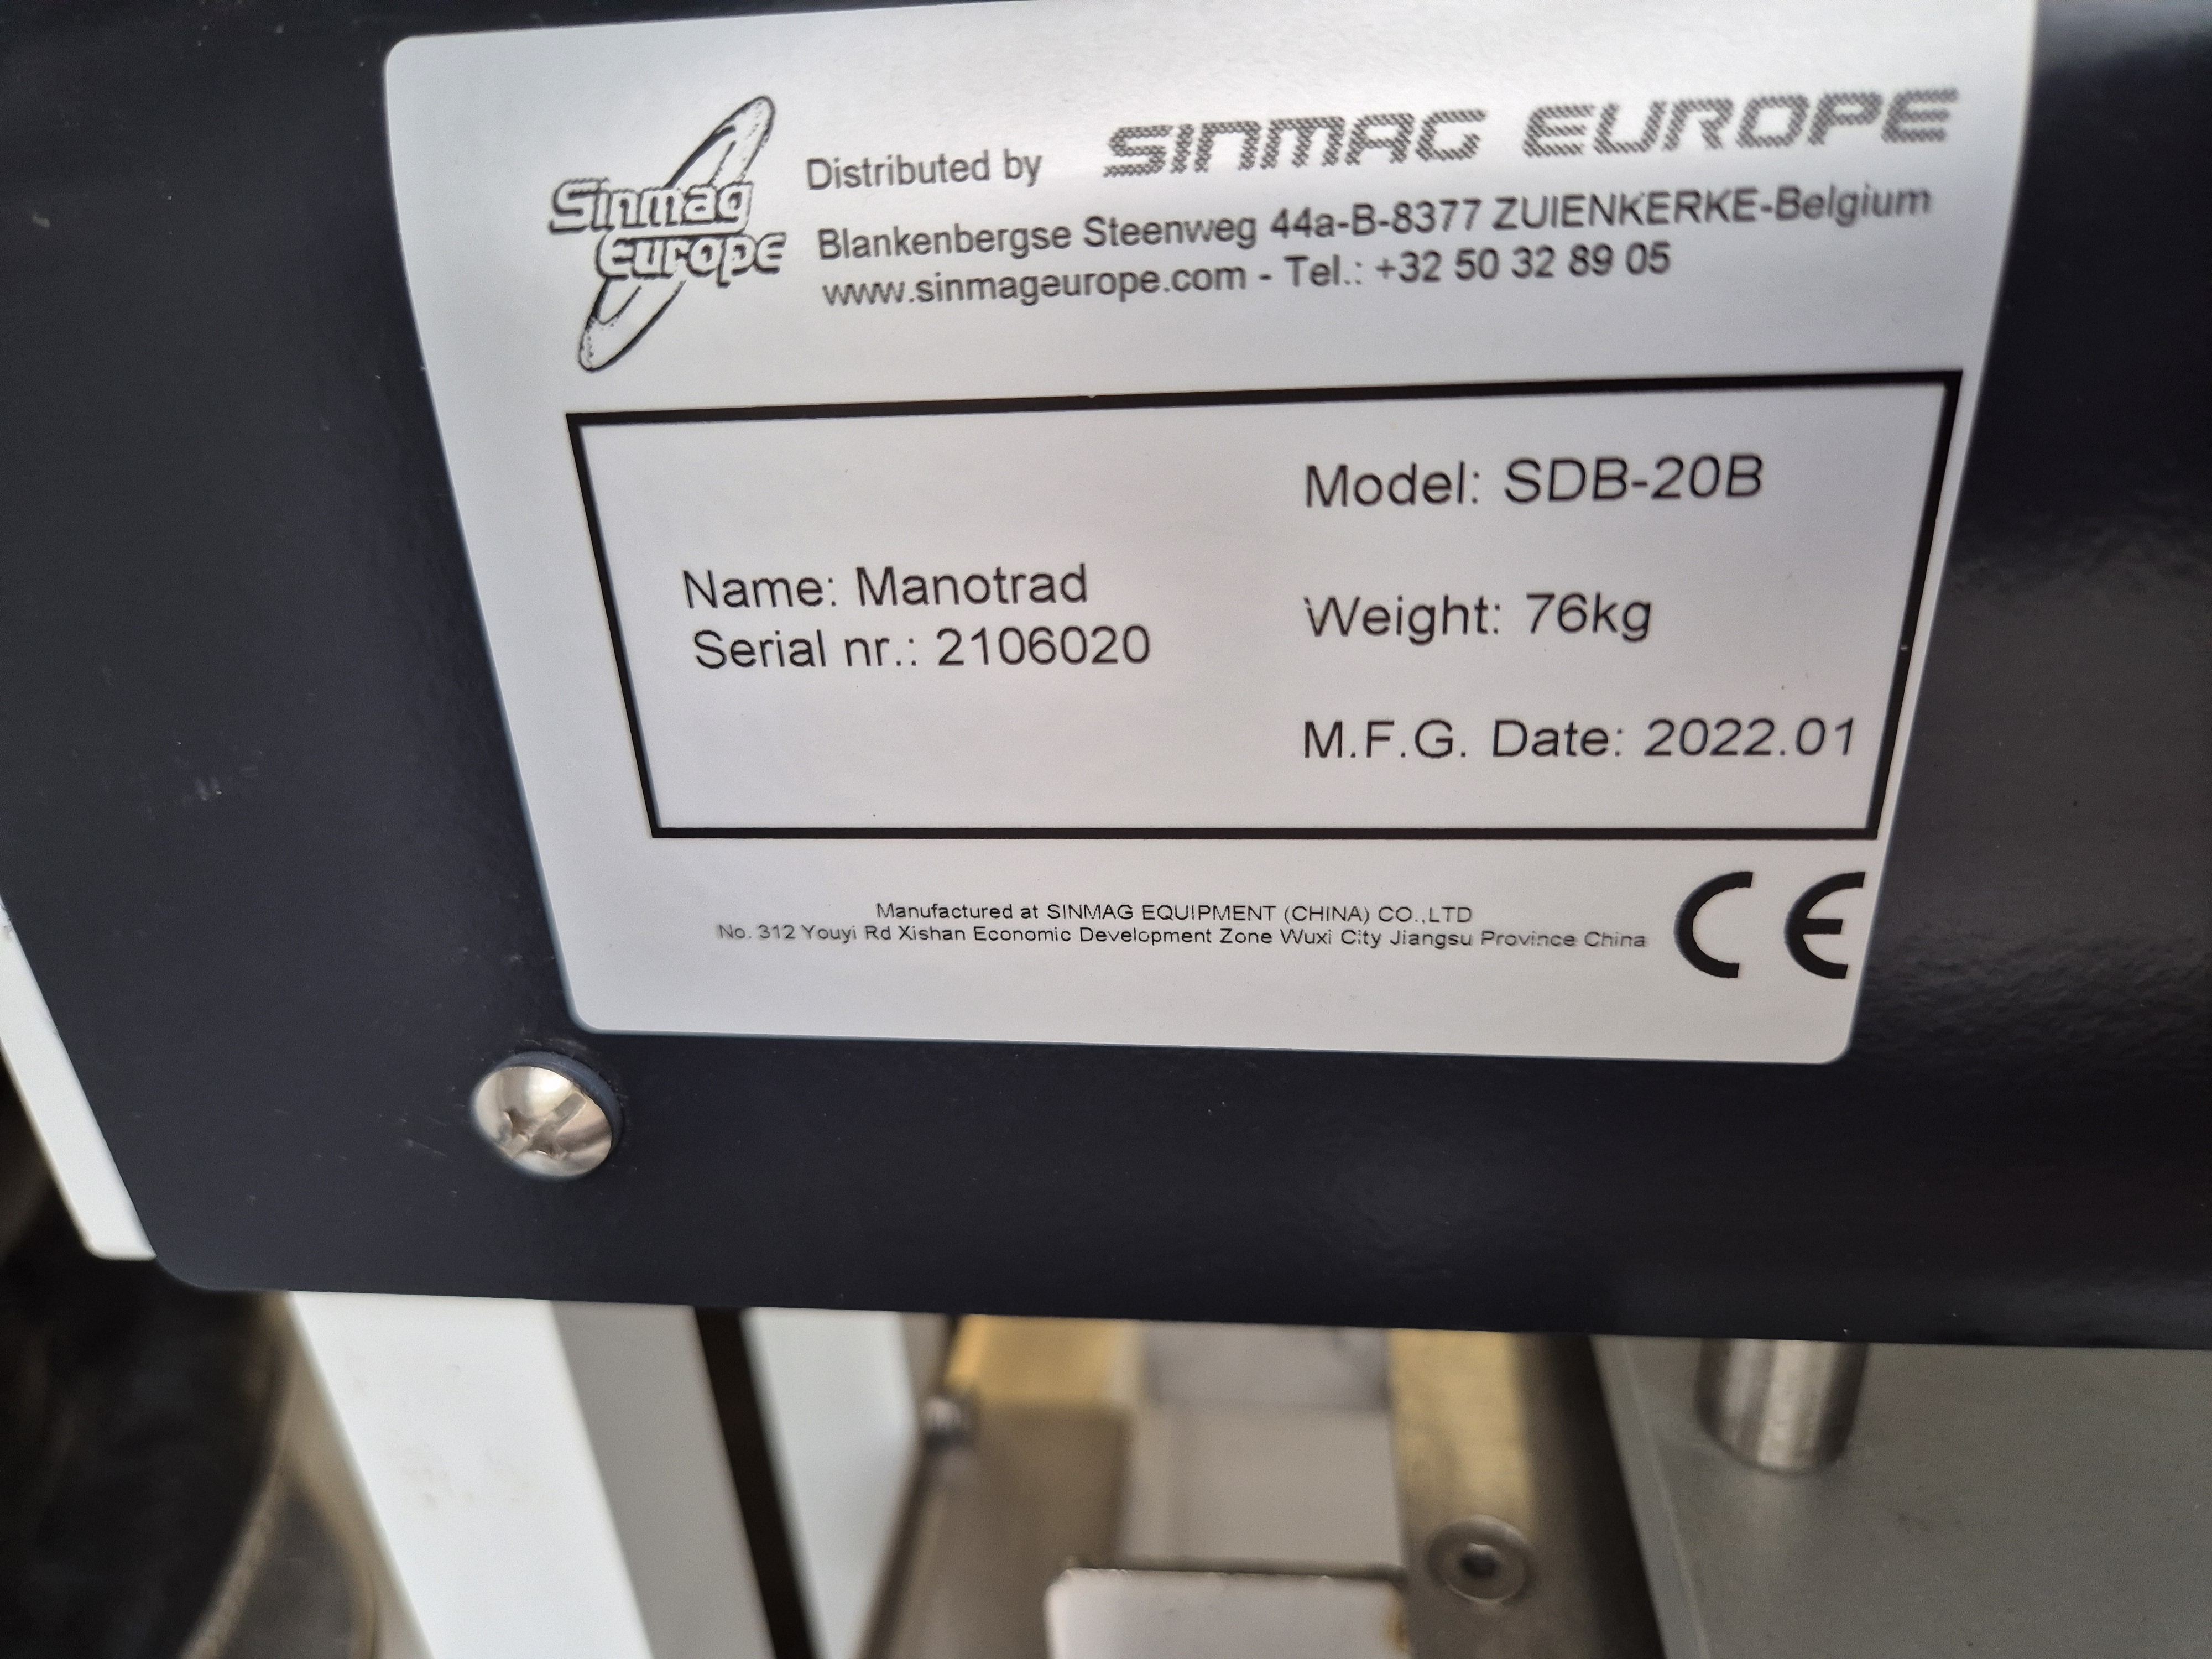 Sinmag
Europe
Distributed by SINMAG EUROPE
Blankenbergse Steenweg 44a-B-8377 ZUIENKERKE-Belgium
www.sinmageurope.com - Tel.: +32 50 32 89 05
Model: SDB-20B
Name: Manotrad
Weight: 76kg
Serial nr.: 2106020
M.F.G. Date: 2022.01
Manufactured at SINMAG EQUIPMENT (CHINA) CO.,LTD
No. 312 Youyi Rd Xishan Economic Development Zone Wuxi City Jiangsu Province China
CE